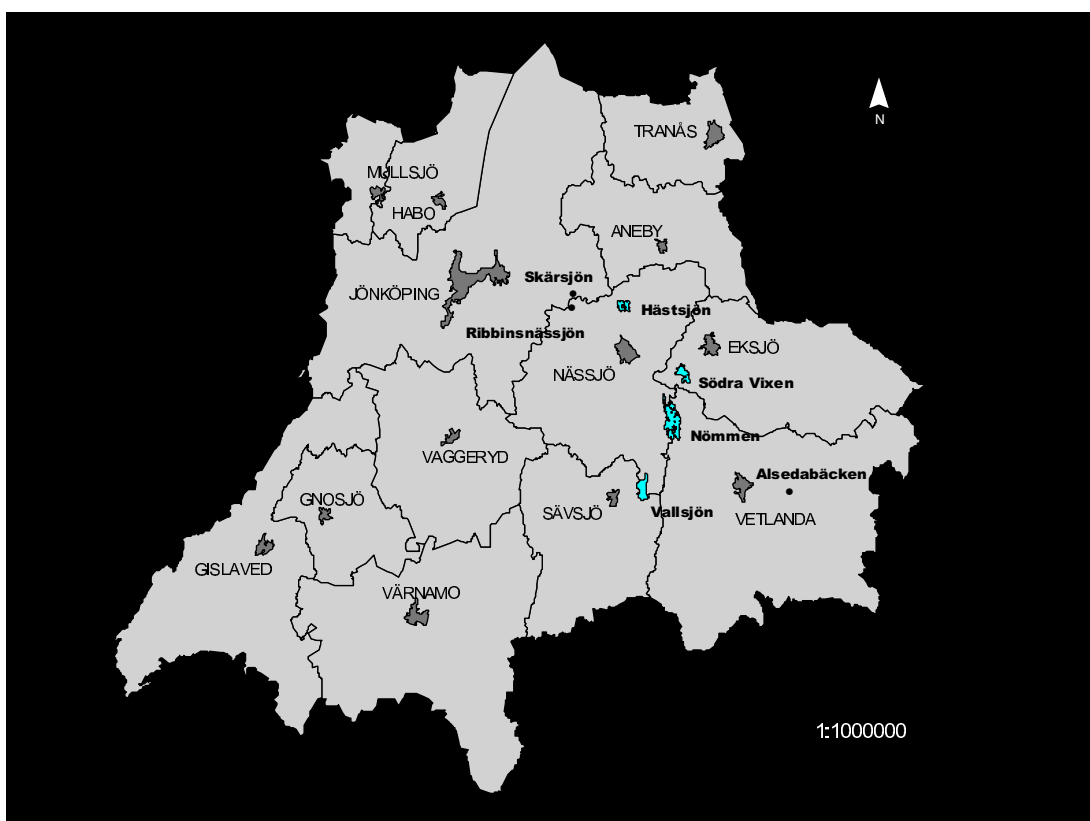 N
TRANÅS
MULLSJÖ
HABO
ANEBY
Skärsjön
JÖNKÖPING
Hästsjön
Ribbinsnässjön
EKSJÖ
NÄSSJÖ
Södra Vixen
Nömmen
VAGGERYD
Alsedabäcken
GNOSJÖ
SÄVSJÖ
Vallsjön
VETLANDA
GISLAVED
VÄRNAMO
1:1000000